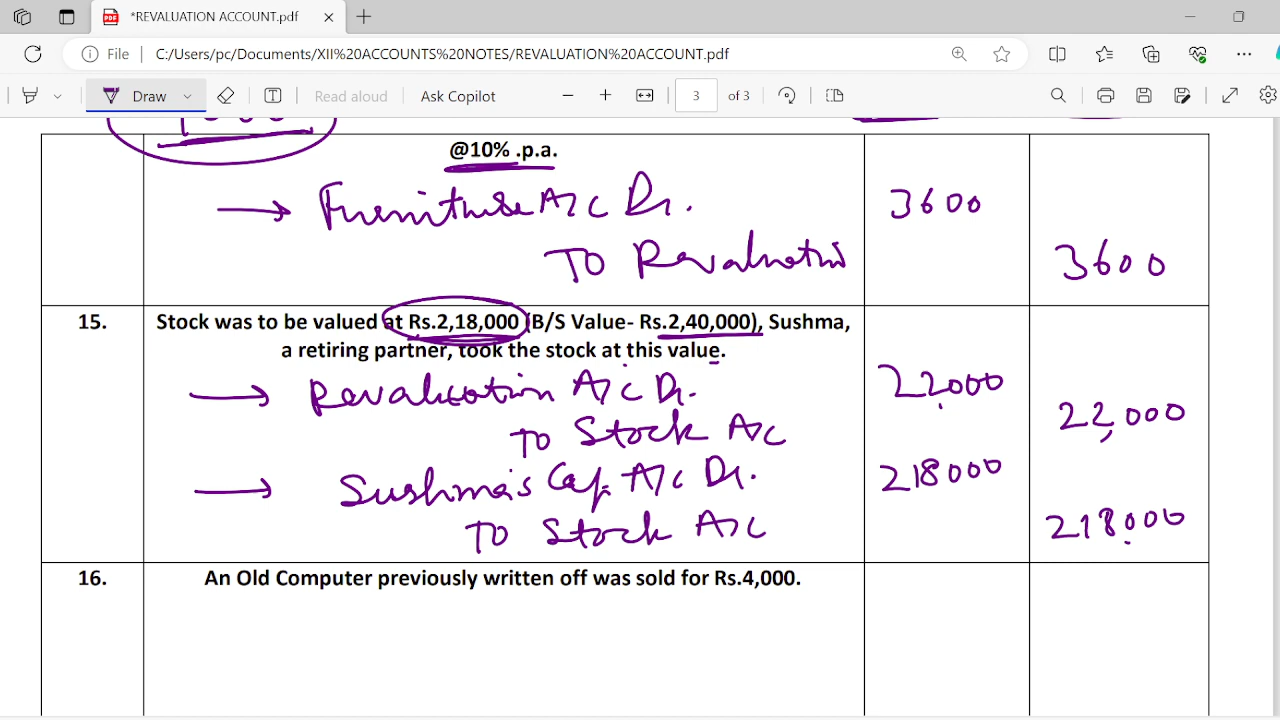 *REVALUATION ACCOUNT.pdf
File C:/Users/pc/Documents/XII%20ACCOUNTS%20NOTES/REVALUATION%20ACCOUNT.pdf
Draw Read aloud Ask Copilot 3 of 3
@10% .p.a.
Furniture A/c Dr. 3600
To Revaluation 3600
15. Stock was to be valued at Rs.2,18,000 (B/S Value- Rs.2,40,000), Sushma,
a retiring partner, took the stock at this value.
Revaluation A/c Dr. 22,000
To Stock A/c 22,000
Sushma's Cap. A/c Dr. 218000
To Stock A/c 218,000
16. An Old Computer previously written off was sold for Rs.4,000.